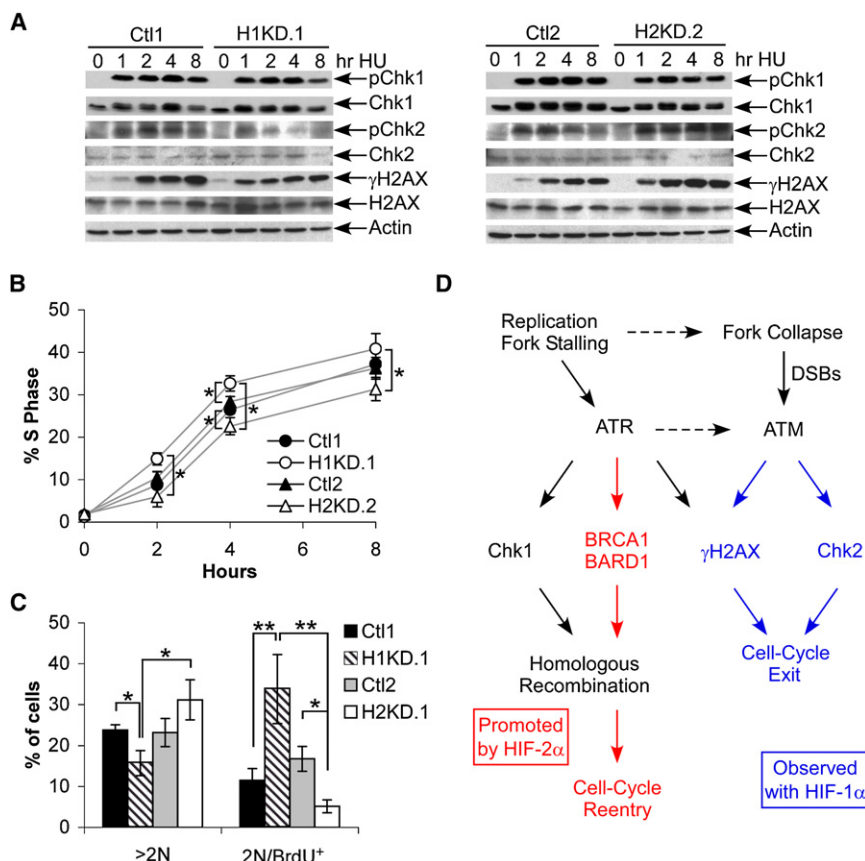 A
Ctl1 H1KD.1
0 1 2 4 8 0 1 2 4 8 hr HU
pChk1
Chk1
pChk2
Chk2
γH2AX
H2AX
Actin
Ctl2 H2KD.2
0 1 2 4 8 0 1 2 4 8 hr HU
pChk1
Chk1
pChk2
Chk2
γH2AX
H2AX
Actin
B
% S Phase
50
40
30
20
10
0
* * * * *
Ctl1
H1KD.1
Ctl2
H2KD.2
0 2 4 8
Hours
C
% of cells
50
40
30
20
10
0
* * ** ** *
Ctl1
H1KD.1
Ctl2
H2KD.1
>2N 2N/BrdU+
D
Replication
Fork Stalling
Fork Collapse
DSBs
ATR
ATM
Chk1
BRCA1
BARD1
γH2AX
Chk2
Homologous
Recombination
Cell-Cycle
Exit
Promoted
by HIF-2α
Cell-Cycle
Reentry
Observed
with HIF-1α